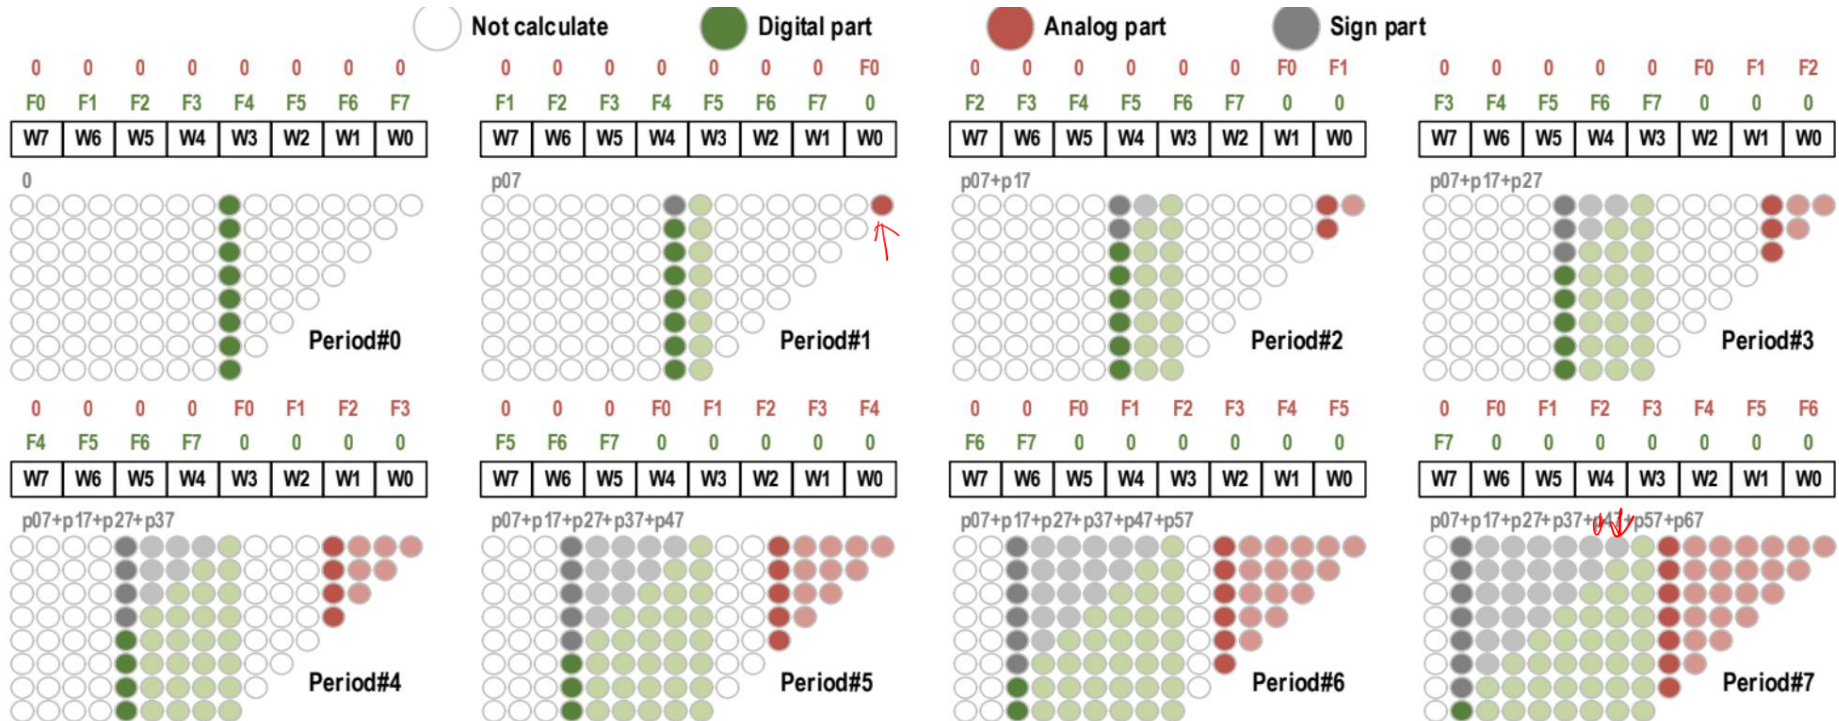 Not calculate Digital part Analog part Sign part
0 0 0 0 0 0 0 0
F0 F1 F2 F3 F4 F5 F6 F7
W7 W6 W5 W4 W3 W2 W1 W0
0
Period#0
0 0 0 0 0 0 0 F0
F1 F2 F3 F4 F5 F6 F7 0
W7 W6 W5 W4 W3 W2 W1 W0
p07
Period#1
0 0 0 0 0 0 F0 F1
F2 F3 F4 F5 F6 F7 0 0
W7 W6 W5 W4 W3 W2 W1 W0
p07+p17
Period#2
0 0 0 0 0 F0 F1 F2
F3 F4 F5 F6 F7 0 0 0
W7 W6 W5 W4 W3 W2 W1 W0
p07+p17+p27
Period#3
0 0 0 0 F0 F1 F2 F3
F4 F5 F6 F7 0 0 0 0
W7 W6 W5 W4 W3 W2 W1 W0
p07+p17+p27+p37
Period#4
0 0 0 F0 F1 F2 F3 F4
F5 F6 F7 0 0 0 0 0
W7 W6 W5 W4 W3 W2 W1 W0
p07+p17+p27+p37+p47
Period#5
0 0 F0 F1 F2 F3 F4 F5
F6 F7 0 0 0 0 0 0
W7 W6 W5 W4 W3 W2 W1 W0
p07+p17+p27+p37+p47+p57
Period#6
0 F0 F1 F2 F3 F4 F5 F6
F7 0 0 0 0 0 0 0
W7 W6 W5 W4 W3 W2 W1 W0
p07+p17+p27+p37+p47+p57+p67
Period#7